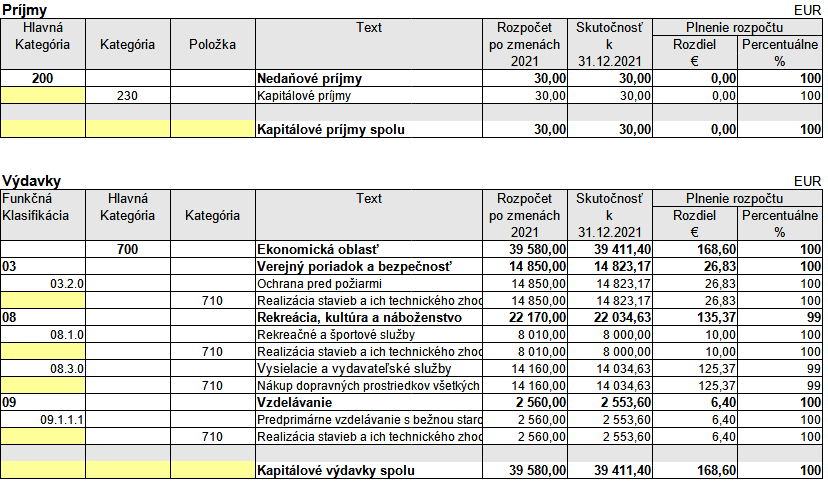 Príjmy EUR
Hlavná Kategória Kategória Položka Text Rozpočet po zmenách 2021 Skutočnosť k 31.12.2021 Plnenie rozpočtu Rozdiel € Percentuálne %
200 Nedaňové príjmy 30,00 30,00 0,00 100
230 Kapitálové príjmy 30,00 30,00 0,00 100
Kapitálové príjmy spolu 30,00 30,00 0,00 100
Výdavky EUR
Funkčná Klasifikácia Hlavná Kategória Kategória Text Rozpočet po zmenách 2021 Skutočnosť k 31.12.2021 Plnenie rozpočtu Rozdiel € Percentuálne %
700 Ekonomická oblasť 39 580,00 39 411,40 168,60 100
03 Verejný poriadok a bezpečnosť 14 850,00 14 823,17 26,83 100
03.2.0 Ochrana pred požiarmi 14 850,00 14 823,17 26,83 100
710 Realizácia stavieb a ich technického zhod 14 850,00 14 823,17 26,83 100
08 Rekreácia, kultúra a náboženstvo 22 170,00 22 034,63 135,37 99
08.1.0 Rekreačné a športové služby 8 010,00 8 000,00 10,00 100
710 Realizácia stavieb a ich technického zhod 8 010,00 8 000,00 10,00 100
08.3.0 Vysielacie a vydavateľské služby 14 160,00 14 034,63 125,37 99
710 Nákup dopravných prostriedkov všetkých 14 160,00 14 034,63 125,37 99
09 Vzdelávanie 2 560,00 2 553,60 6,40 100
09.1.1.1 Predprimárne vzdelávanie s bežnou staro 2 560,00 2 553,60 6,40 100
710 Realizácia stavieb a ich technického zhod 2 560,00 2 553,60 6,40 100
Kapitálové výdavky spolu 39 580,00 39 411,40 168,60 100